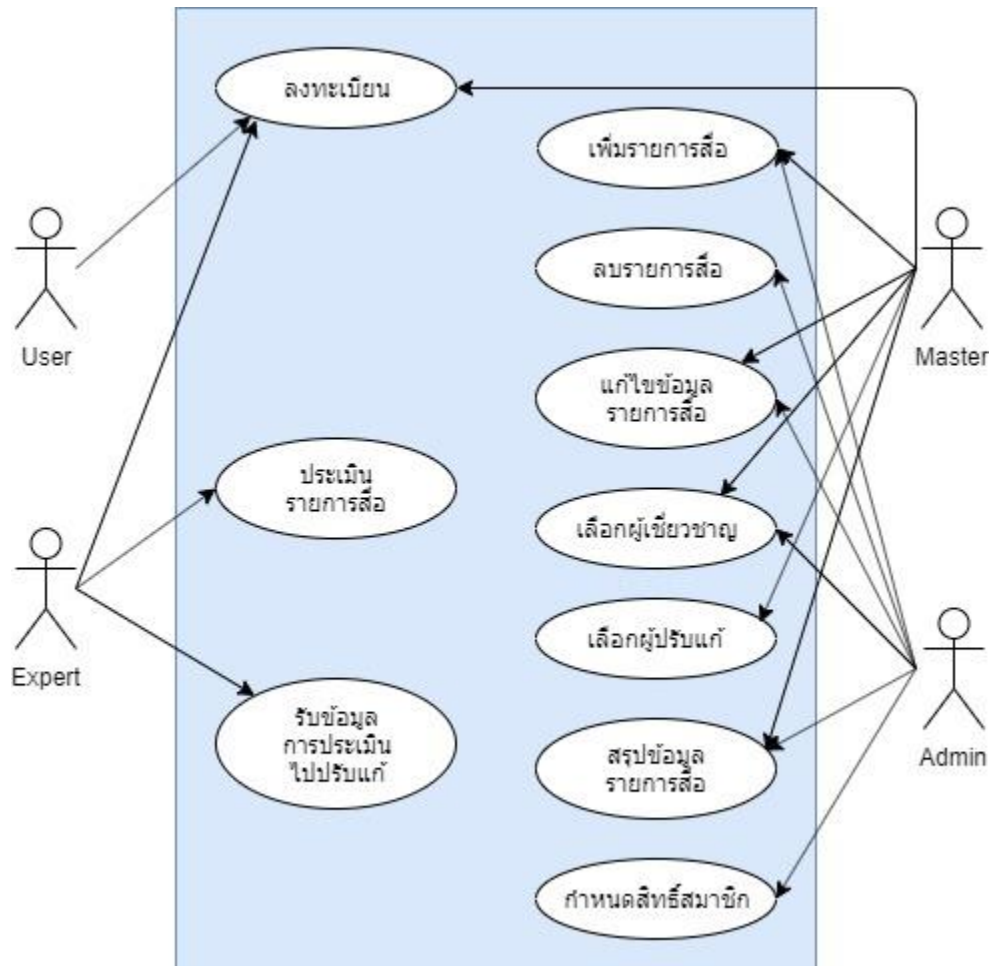 ลงทะเบียน
เพิ่มรายการสื่อ
ลบรายการสื่อ
User
Master
แก้ไขข้อมูล
รายการสื่อ
ประเมิน
รายการสื่อ
เลือกผู้เชี่ยวชาญ
เลือกผู้ปรับแก้
Expert
รับข้อมูล
การประเมิน
ไปปรับแก้
สรุปข้อมูล
รายการสื่อ
Admin
กำหนดสิทธิ์สมาชิก